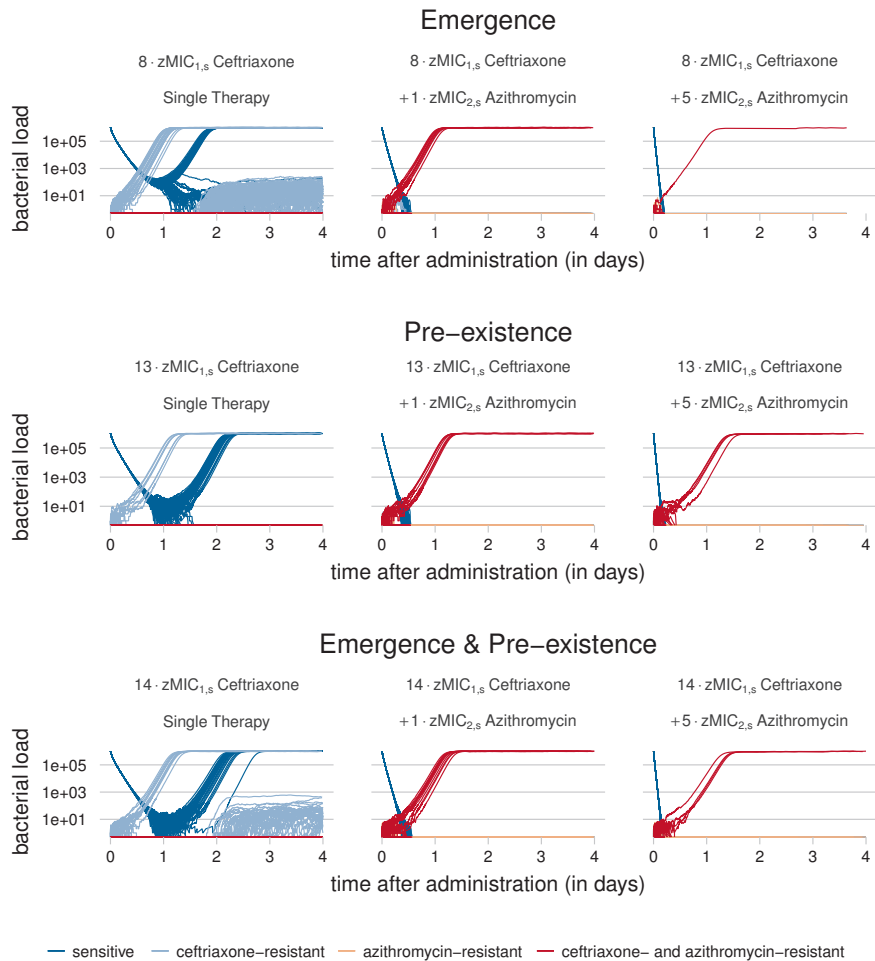 Emergence
8 · zMIC1,s Ceftriaxone 8 · zMIC1,s Ceftriaxone 8 · zMIC1,s Ceftriaxone
Single Therapy +1 · zMIC2,s Azithromycin +5 · zMIC2,s Azithromycin
bacterial load
1e+05
1e+03
1e+01
0 1 2 3 4 0 1 2 3 4 0 1 2 3 4
time after administration (in days)
Pre−existence
13 · zMIC1,s Ceftriaxone 13 · zMIC1,s Ceftriaxone 13 · zMIC1,s Ceftriaxone
Single Therapy +1 · zMIC2,s Azithromycin +5 · zMIC2,s Azithromycin
bacterial load
1e+05
1e+03
1e+01
0 1 2 3 4 0 1 2 3 4 0 1 2 3 4
time after administration (in days)
Emergence & Pre−existence
14 · zMIC1,s Ceftriaxone 14 · zMIC1,s Ceftriaxone 14 · zMIC1,s Ceftriaxone
Single Therapy +1 · zMIC2,s Azithromycin +5 · zMIC2,s Azithromycin
bacterial load
1e+05
1e+03
1e+01
0 1 2 3 4 0 1 2 3 4 0 1 2 3 4
time after administration (in days)
sensitive ceftriaxone−resistant azithromycin−resistant ceftriaxone− and azithromycin−resistant